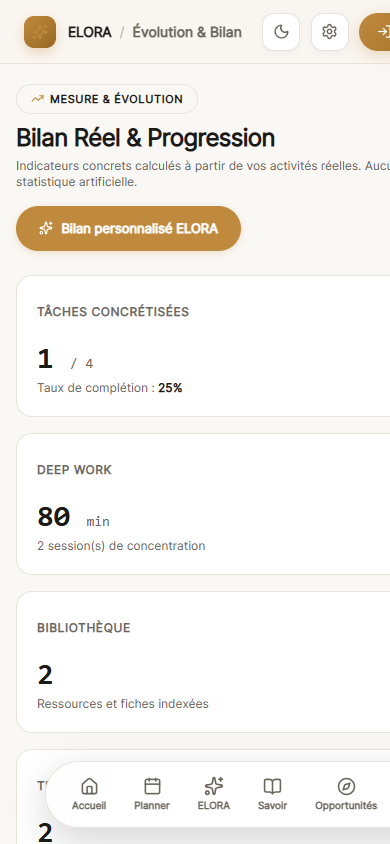 ELORA / Évolution & Bilan
MESURE & ÉVOLUTION
Bilan Réel & Progression
Indicateurs concrets calculés à partir de vos activités réelles.
statistique artificielle.
Bilan personnalisé ELORA
TÂCHES CONCRÉTISÉES
1 / 4
Taux de complétion : 25%
DEEP WORK
80 min
2 session(s) de concentration
BIBLIOTHÈQUE
2
Ressources et fiches indexées
2
Accueil
Planner
ELORA
Savoir
Opportunités